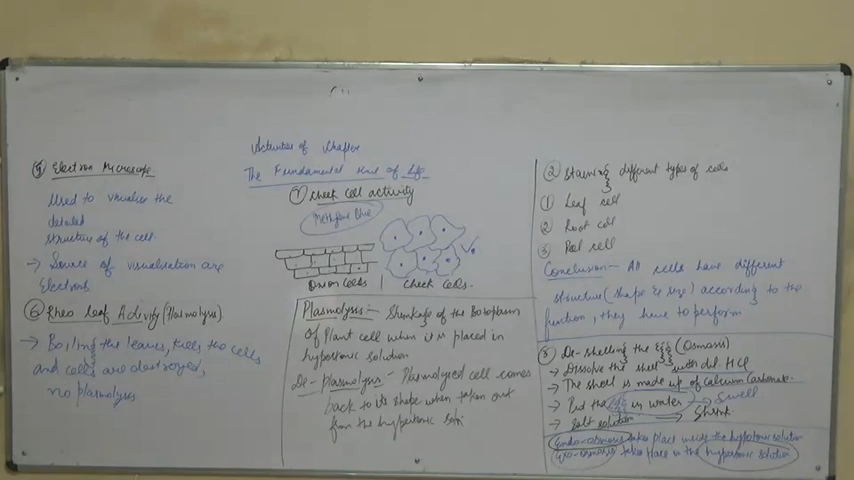 Activities of Chapter
The Fundamental unit of life
⑤ Electron Microscope
Used to visualise the
detailed
structure of the cell.
→ Source of visualisation are
Electrons
⑥ Rheo leaf Activity (Plasmolysis)
→ Boiling the leaves, kills the cells
and cells are destroyed,
no plasmolysis
① Cheek cell activity
Methylene Blue
Onion Cells | Cheek Cells.
Plasmolysis :- Shrinkage of the
Of Plant cell when it is placed in
hypertonic solution
De-plasmolysis - Plasmolysed cell comes
back to its shape when taken out
from the hypertonic
② Staining different types of cells
① Leaf cell
② Root cell
③ Peel cell
Conclusion - All cells have different
structure (shape & size) according to the
function, they have to perform
③ De-shelling the egg (Osmosis)
→ Dissolve the shell with dil. HCl
→ The shell is made up of Calcium Carbonate.
→ Put the egg in water → Swell
→ Salt solution → Shrink
Endo-osmosis takes place inside the hypotonic solution
Exo-osmosis takes place in the hypertonic solution